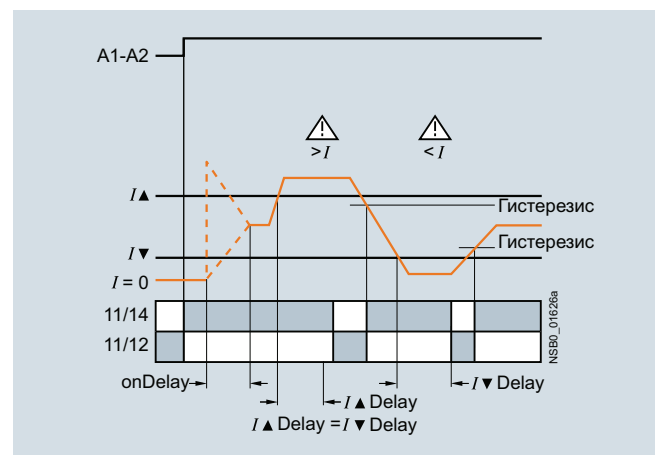 A1-A2
>I
<I
I▲
Гистерезис
Гистерезис
I▼
I = 0
11/14
11/12
NSB0_01626a
onDelay
I▼Delay
I▲Delay
I▲Delay =I▼Delay